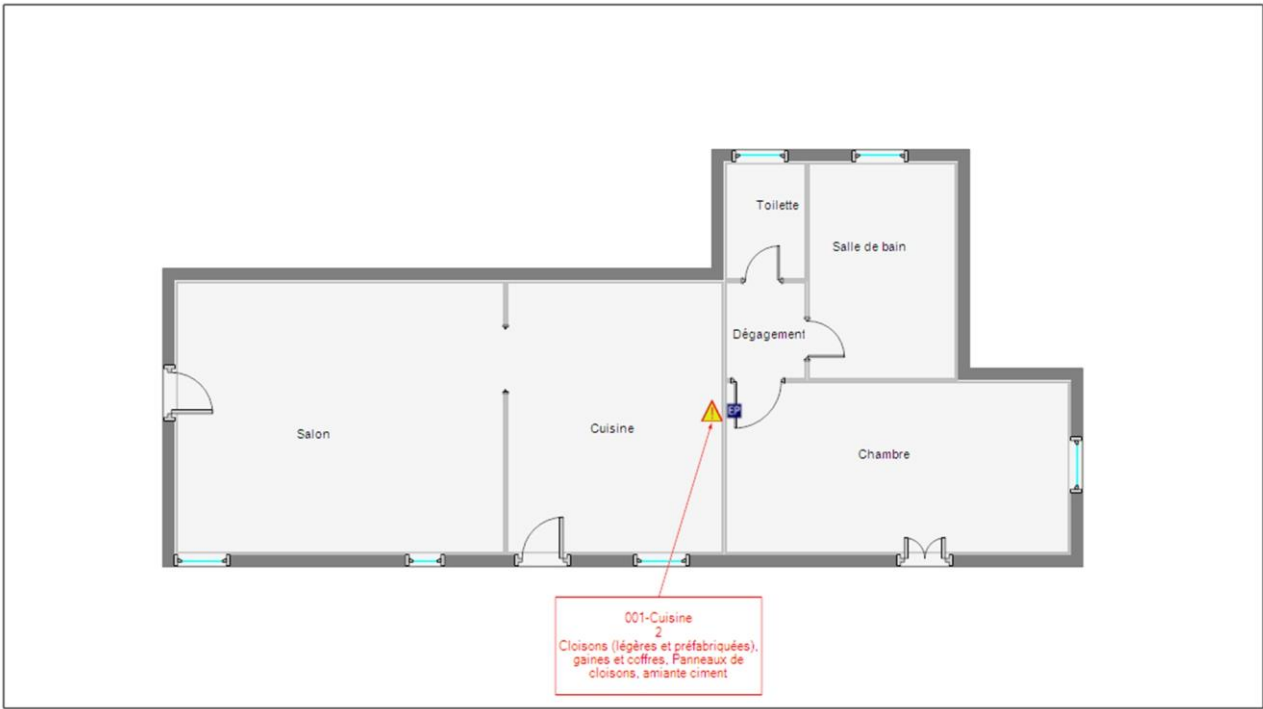 Toilette
Salle de bain
Dégagement
EP
Salon
Cuisine
Chambre
001-Cuisine
2
Cloisons (légères et préfabriquées),
gaines et coffres, Panneaux de
cloisons, amiante ciment